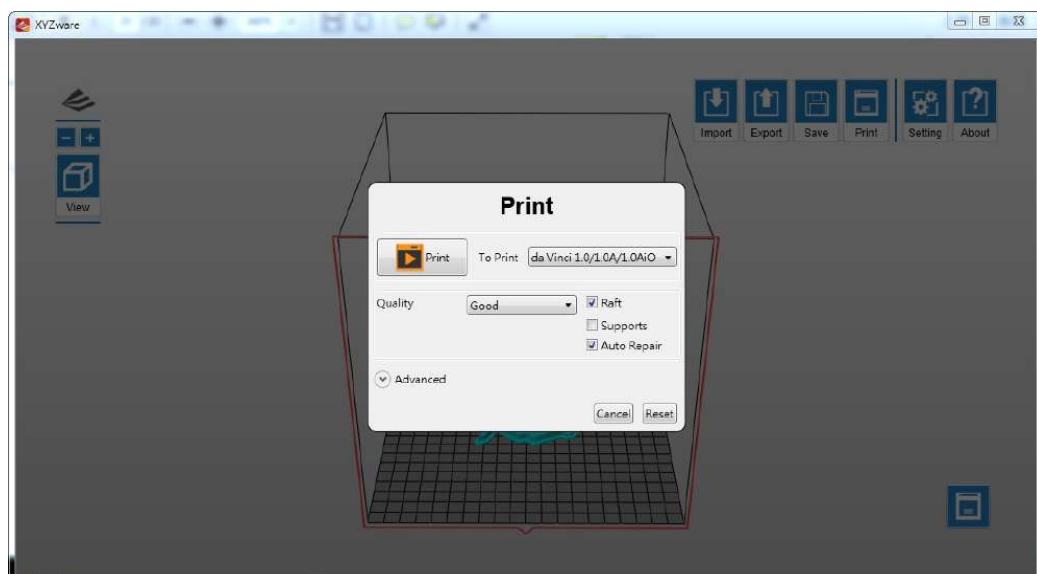 XYZware
Import Export Save Print Setting About
View
Print
Print To Print da Vinci 1.0/1.0A/1.0AiO
Quality Good Raft
Supports
Auto Repair
Advanced
Cancel Reset